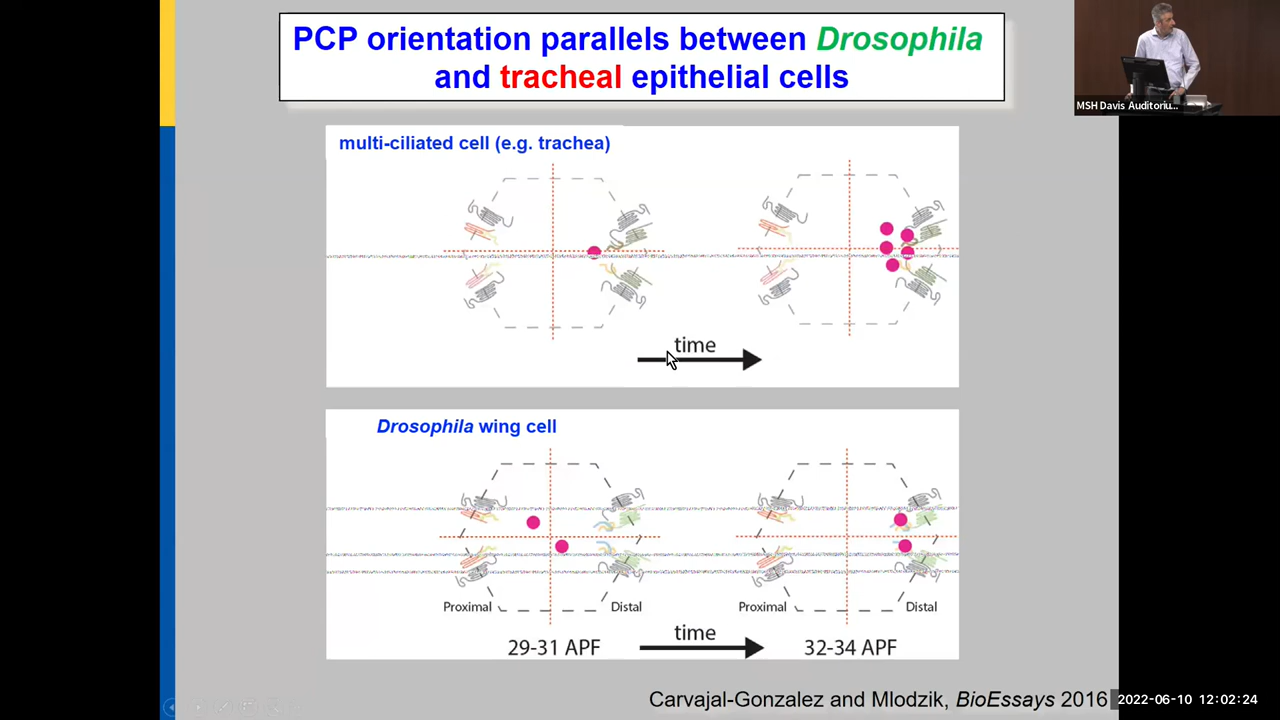 PCP orientation parallels between Drosophila
and tracheal epithelial cells
MSH Davis Auditoriu...
multi-ciliated cell (e.g. trachea)
time
Drosophila wing cell
Proximal
Distal
Proximal
Distal
29-31 APF
time
32-34 APF
Carvajal-Gonzalez and Mlodzik, BioEssays 2016
2022-06-10 12:02:24